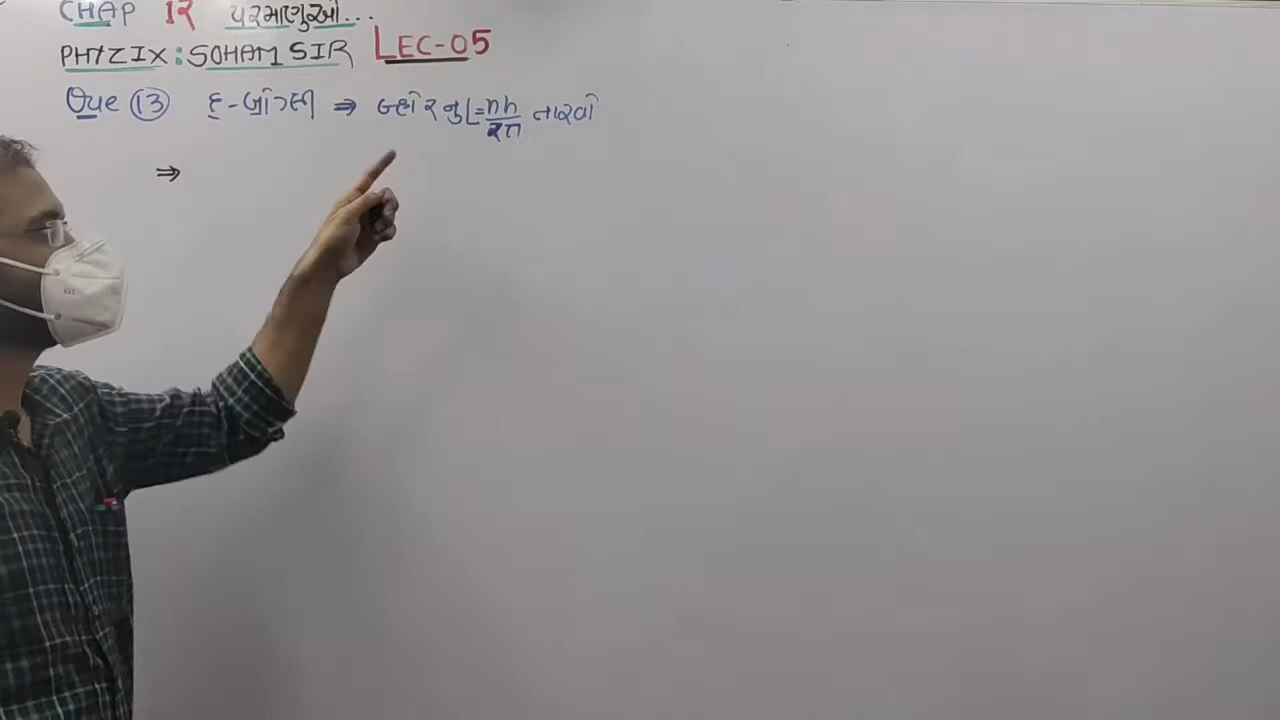 CHAP 12 પરમાણુઓ...
PHYZIX : SOHAM SIR LEC-05
Que (13) દ-બ્રોગ્લી ⇒ બ્હોરનુ L = nh/2π તારવો
⇒